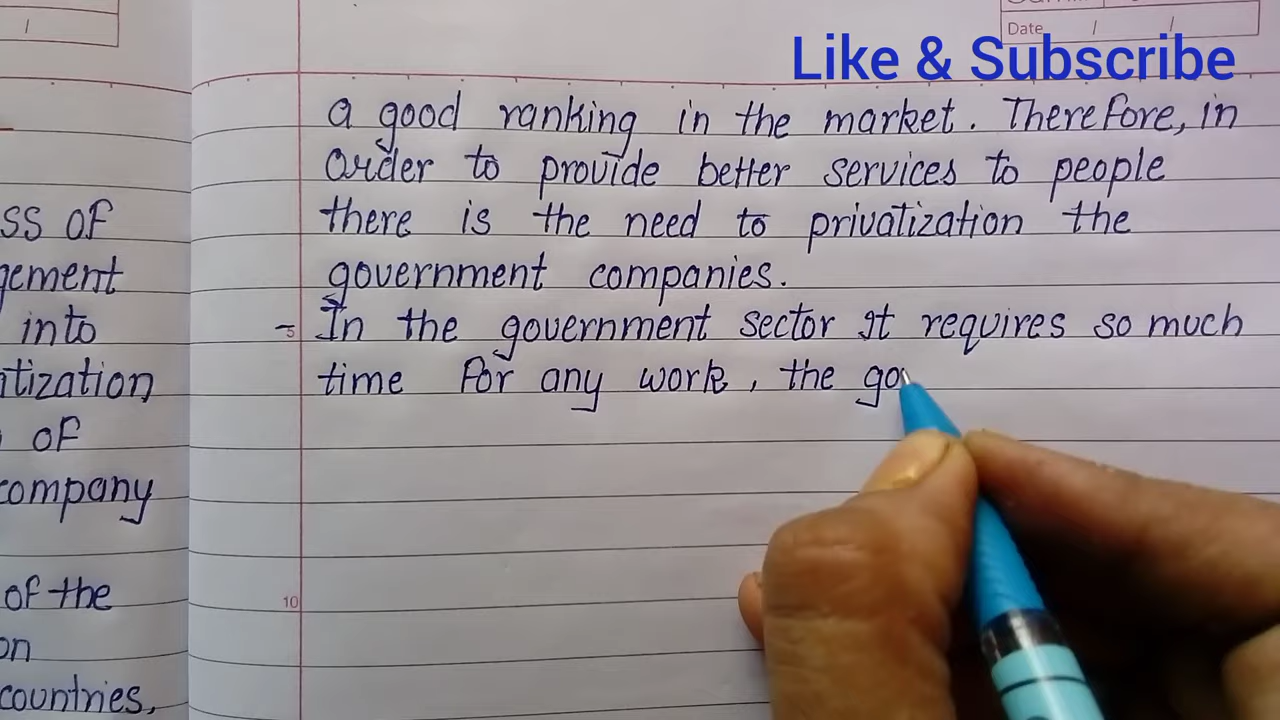 Like & Subscribe
Date / /
/
a good ranking in the market. Therefore, in
order to provide better services to people
there is the need to privatization the
government companies.
5 In the government sector It requires so much
time For any work, the go
10
ss of
gement
into
tization
of
company
of the
on
countries,